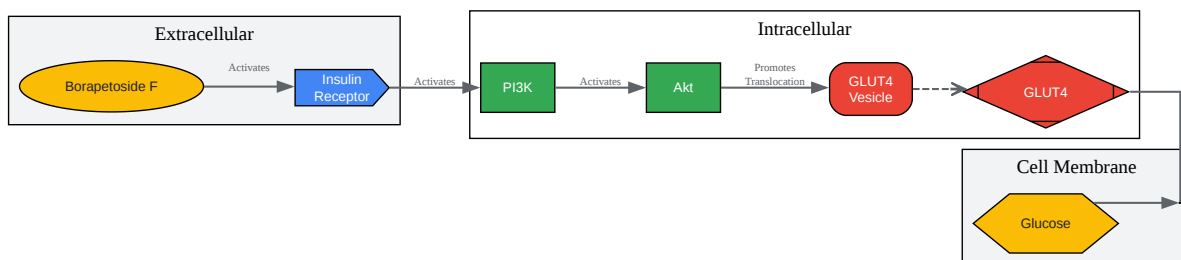 Extracellular
Intracellular
Borapetoside F
Activates
Insulin
Receptor
Activates
PI3K
Activates
Akt
Promotes
Translocation
GLUT4
Vesicle
GLUT4
Cell Membrane
Glucose